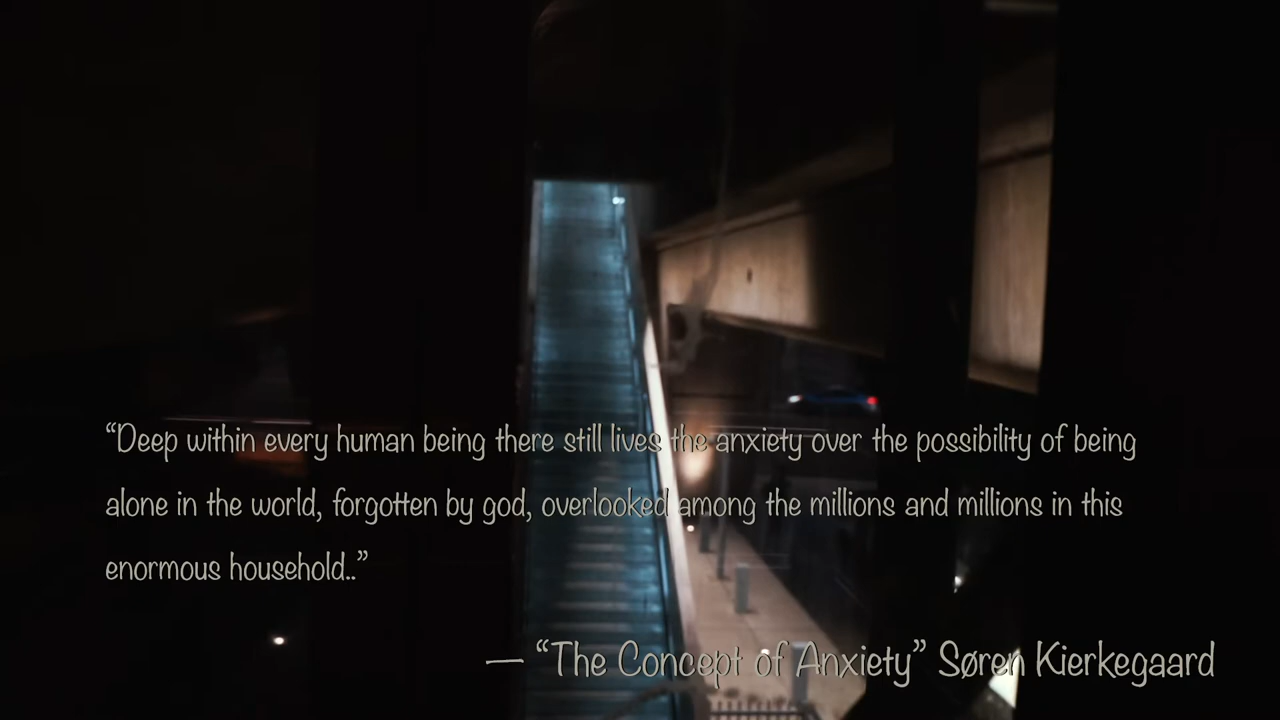 “Deep within every human being there still lives the anxiety over the possibility of being
alone in the world, forgotten by god, overlooked among the millions and millions in this
enormous household..”
— “The Concept of Anxiety” Søren Kierkegaard